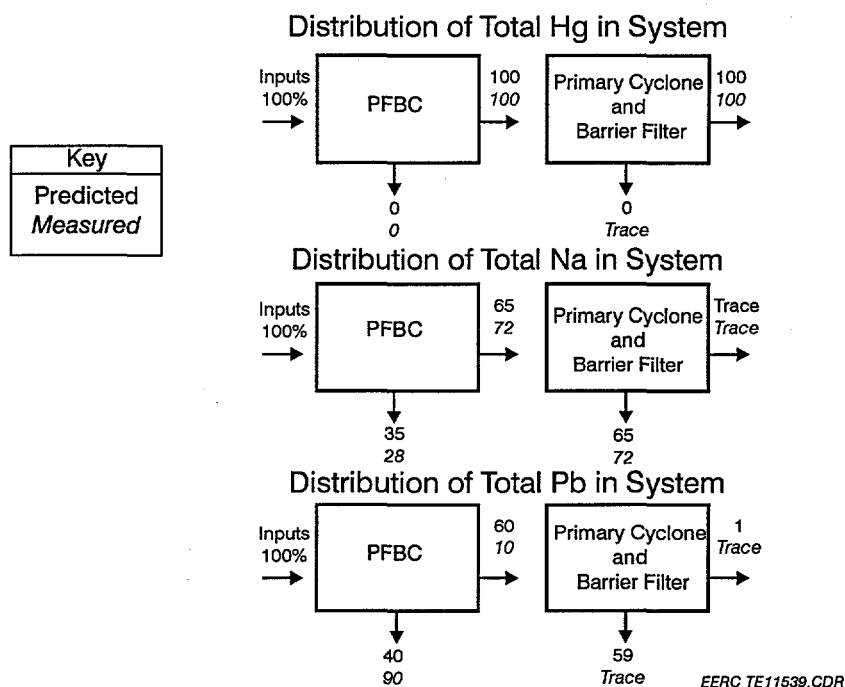 Distribution of Total Hg in System
Inputs
100%
PFBC
100
100
Primary Cyclone
and
Barrier Filter
100
100
0
0
0
Trace
Key
Predicted
Measured
Distribution of Total Na in System
Inputs
100%
PFBC
65
72
Primary Cyclone
and
Barrier Filter
Trace
Trace
35
28
65
72
Distribution of Total Pb in System
Inputs
100%
PFBC
60
10
Primary Cyclone
and
Barrier Filter
1
Trace
40
90
59
Trace
EERC TE11539.CDR